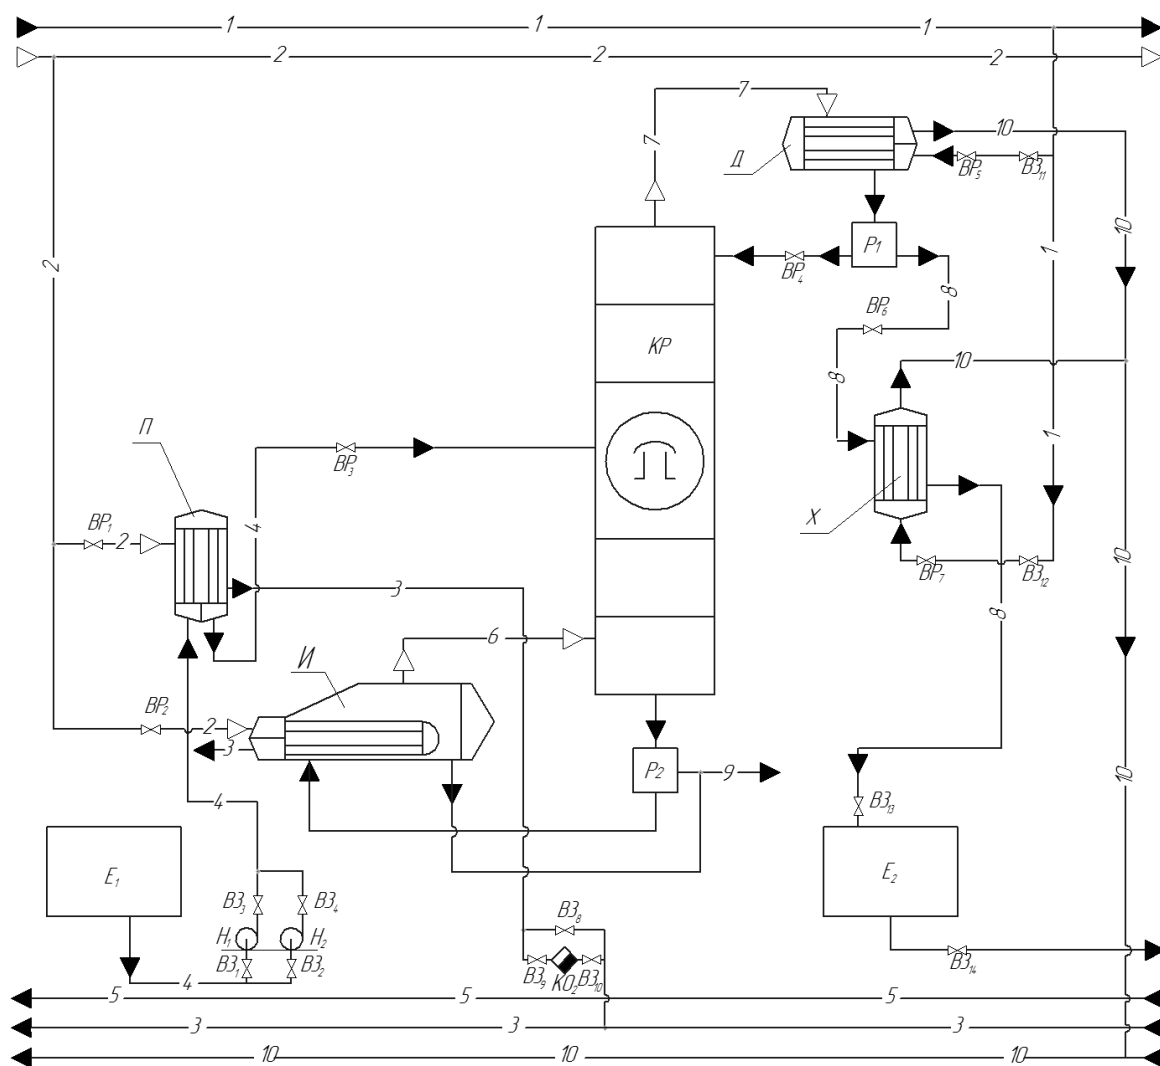 1 1 1
2 2 2
7
10
7
Д
ВР₅ ВЗ₁₁
Р₁
10
2
ВР₄
1
8
ВР₆
КР
10
8
П
ВР₃
1
Х
ВР₁ 2
4
ВР₇ ВЗ₁₂
10
3
8
6
И
ВР₂ 2
3
Р₂ 9
10
4
ВЗ₁₃
Е₁
Е₂
ВЗ₃ ВЗ₄
ВЗ₈
Н₁ Н₂
ВЗ₁ ВЗ₂
ВЗ₉ КО₂ ВЗ₁₀
ВЗ₁₄
4
5 5 5
3 3 3
10 10 10